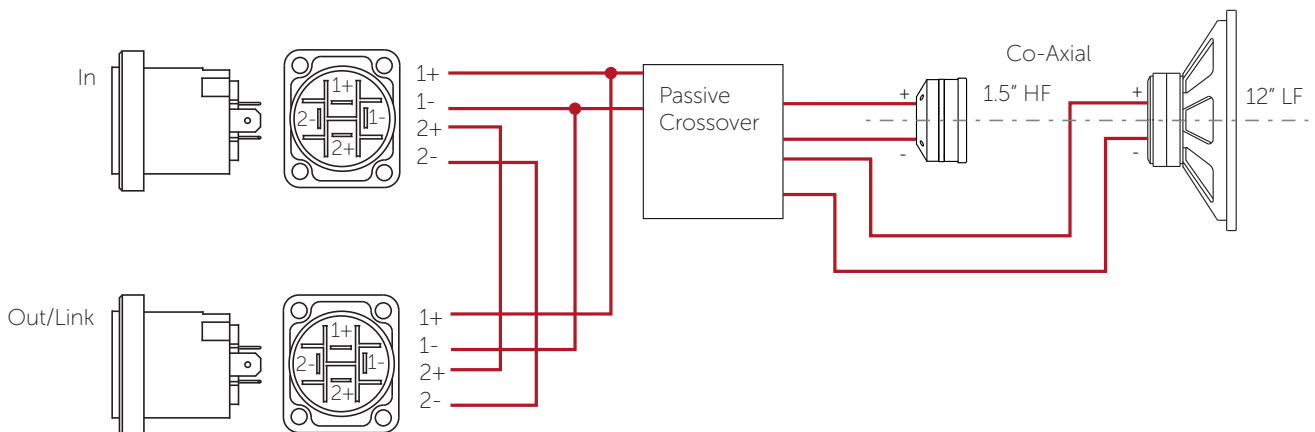 In
1+
2-
1-
2+
1+
1-
2+
2-
Passive
Crossover
+
-
Co-Axial
1.5” HF
+
-
12” LF
Out/Link
1+
2-
1-
2+
1+
1-
2+
2-